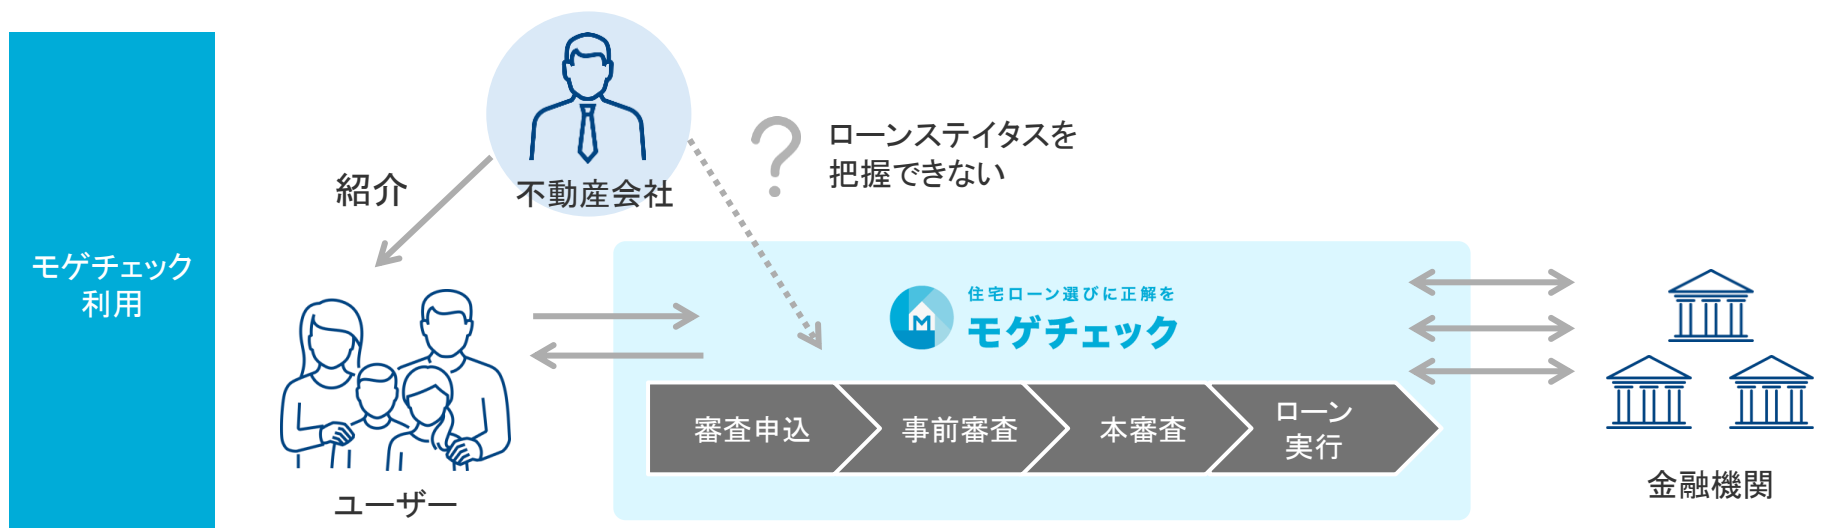 モゲチェック
利用
紹介
不動産会社
?
ローンステイタスを
把握できない
ユーザー
住宅ローン選びに正解を
M
モゲチェック
審査申込
事前審査
本審査
ローン
実行
金融機関